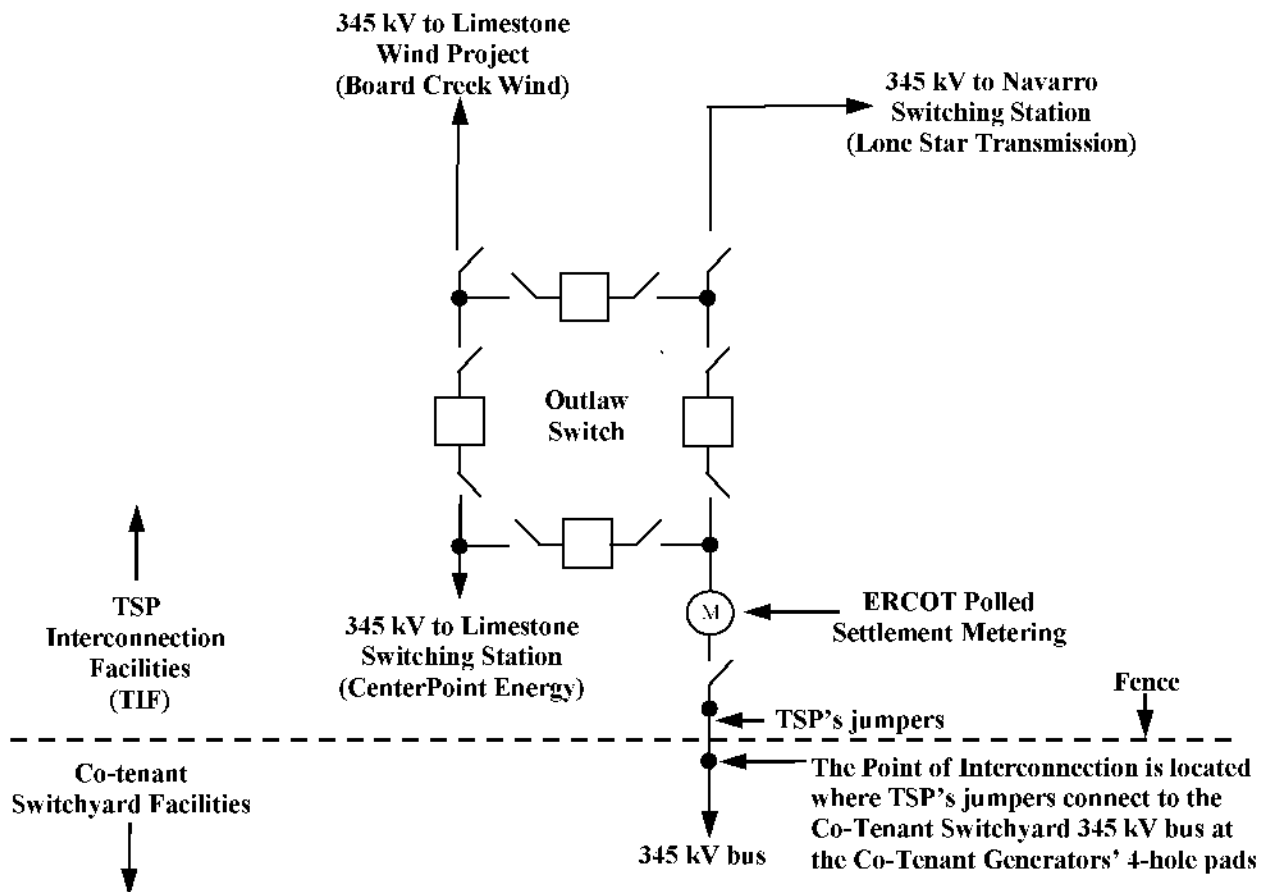 345 kV to Limestone
Wind Project
(Board Creek Wind)
345 kV to Navarro
Switching Station
(Lone Star Transmission)
Outlaw
Switch
TSP
Interconnection
Facilities
(TIF)
345 kV to Limestone
Switching Station
(CenterPoint Energy)
M
ERCOT Polled
Settlement Metering
Fence
TSP's jumpers
Co-tenant
Switchyard Facilities
The Point of Interconnection is located
where TSP's jumpers connect to the
Co-Tenant Switchyard 345 kV bus at
the Co-Tenant Generators' 4-hole pads
345 kV bus